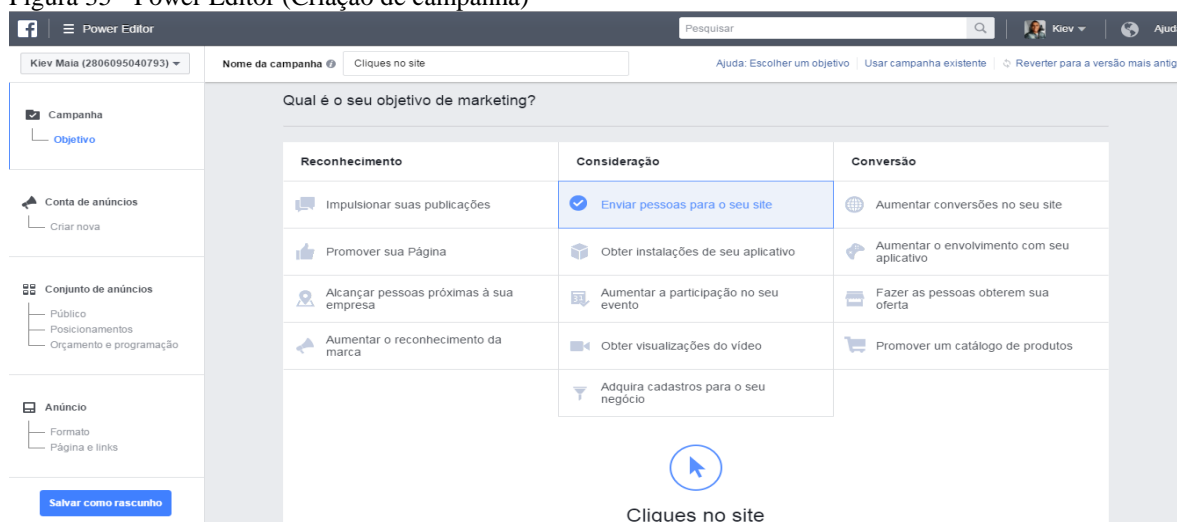 Figura 35 - Power Editor (Criação de campanha)
Power Editor
Pesquisar
Kiev
Kiev Maia (2806095040793)
Nome da campanha
Cliques no site
Ajuda: Escolher um objetivo
Usar campanha existente
Reverter para a versão mais antig
Qual é o seu objetivo de marketing?
Campanha
Objetivo
Conta de anúncios
Criar nova
Conjunto de anúncios
Público
Posicionamentos
Orçamento e programação
Anúncio
Formato
Página e links
Salvar como rascunho
Reconhecimento
Impulsionar suas publicações
Promover sua Página
Alcançar pessoas próximas à sua
empresa
Aumentar o reconhecimento da
marca
Consideração
Enviar pessoas para o seu site
Obter instalações de seu aplicativo
Aumentar a participação no seu
evento
Obter visualizações do vídeo
Adquira cadastros para o seu
negócio
Conversão
Aumentar conversões no seu site
Aumentar o envolvimento com seu
aplicativo
Fazer as pessoas obterem sua
oferta
Promover um catálogo de produtos
Cliques no site